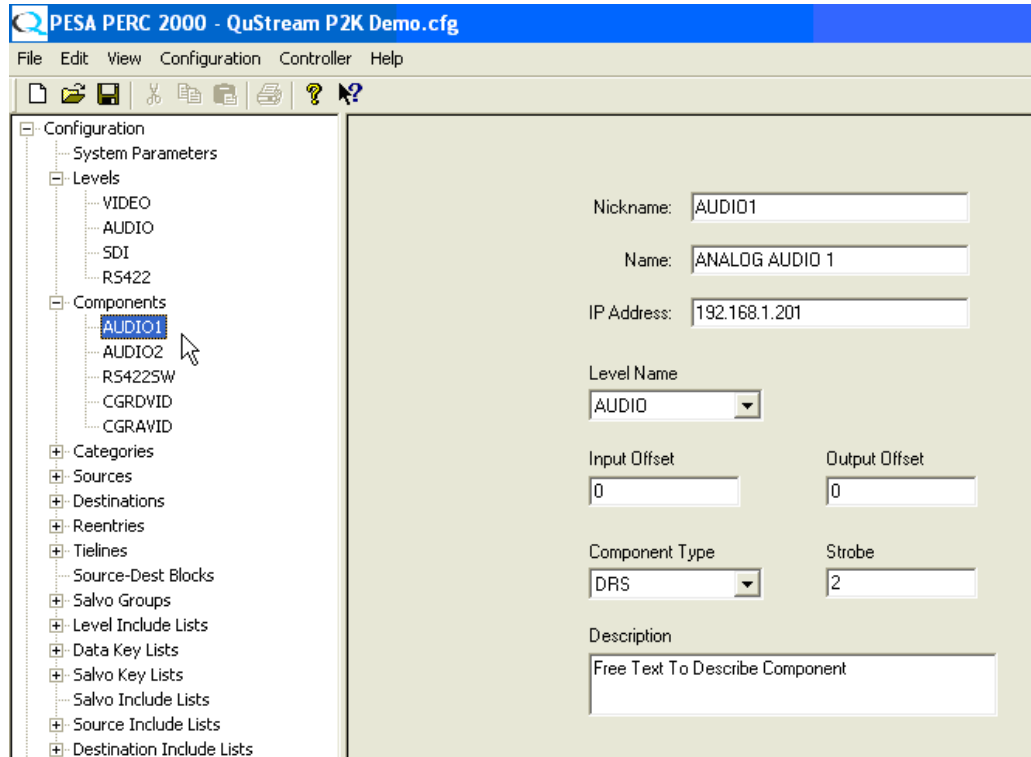 PESA PERC 2000 - QuStream P2K Demo.cfg
File Edit View Configuration Controller Help
Configuration
System Parameters
Levels
VIDEO
AUDIO
SDI
RS422
Components
AUDIO1
AUDIO2
RS422SW
CGRDVID
CGRAVID
Categories
Sources
Destinations
Reentries
Tielines
Source-Dest Blocks
Salvo Groups
Level Include Lists
Data Key Lists
Salvo Key Lists
Salvo Include Lists
Source Include Lists
Destination Include Lists
Nickname: AUDIO1
Name: ANALOG AUDIO 1
IP Address: 192.168.1.201
Level Name
AUDIO
Input Offset Output Offset
0 0
Component Type Strobe
DRS 2
Description
Free Text To Describe Component